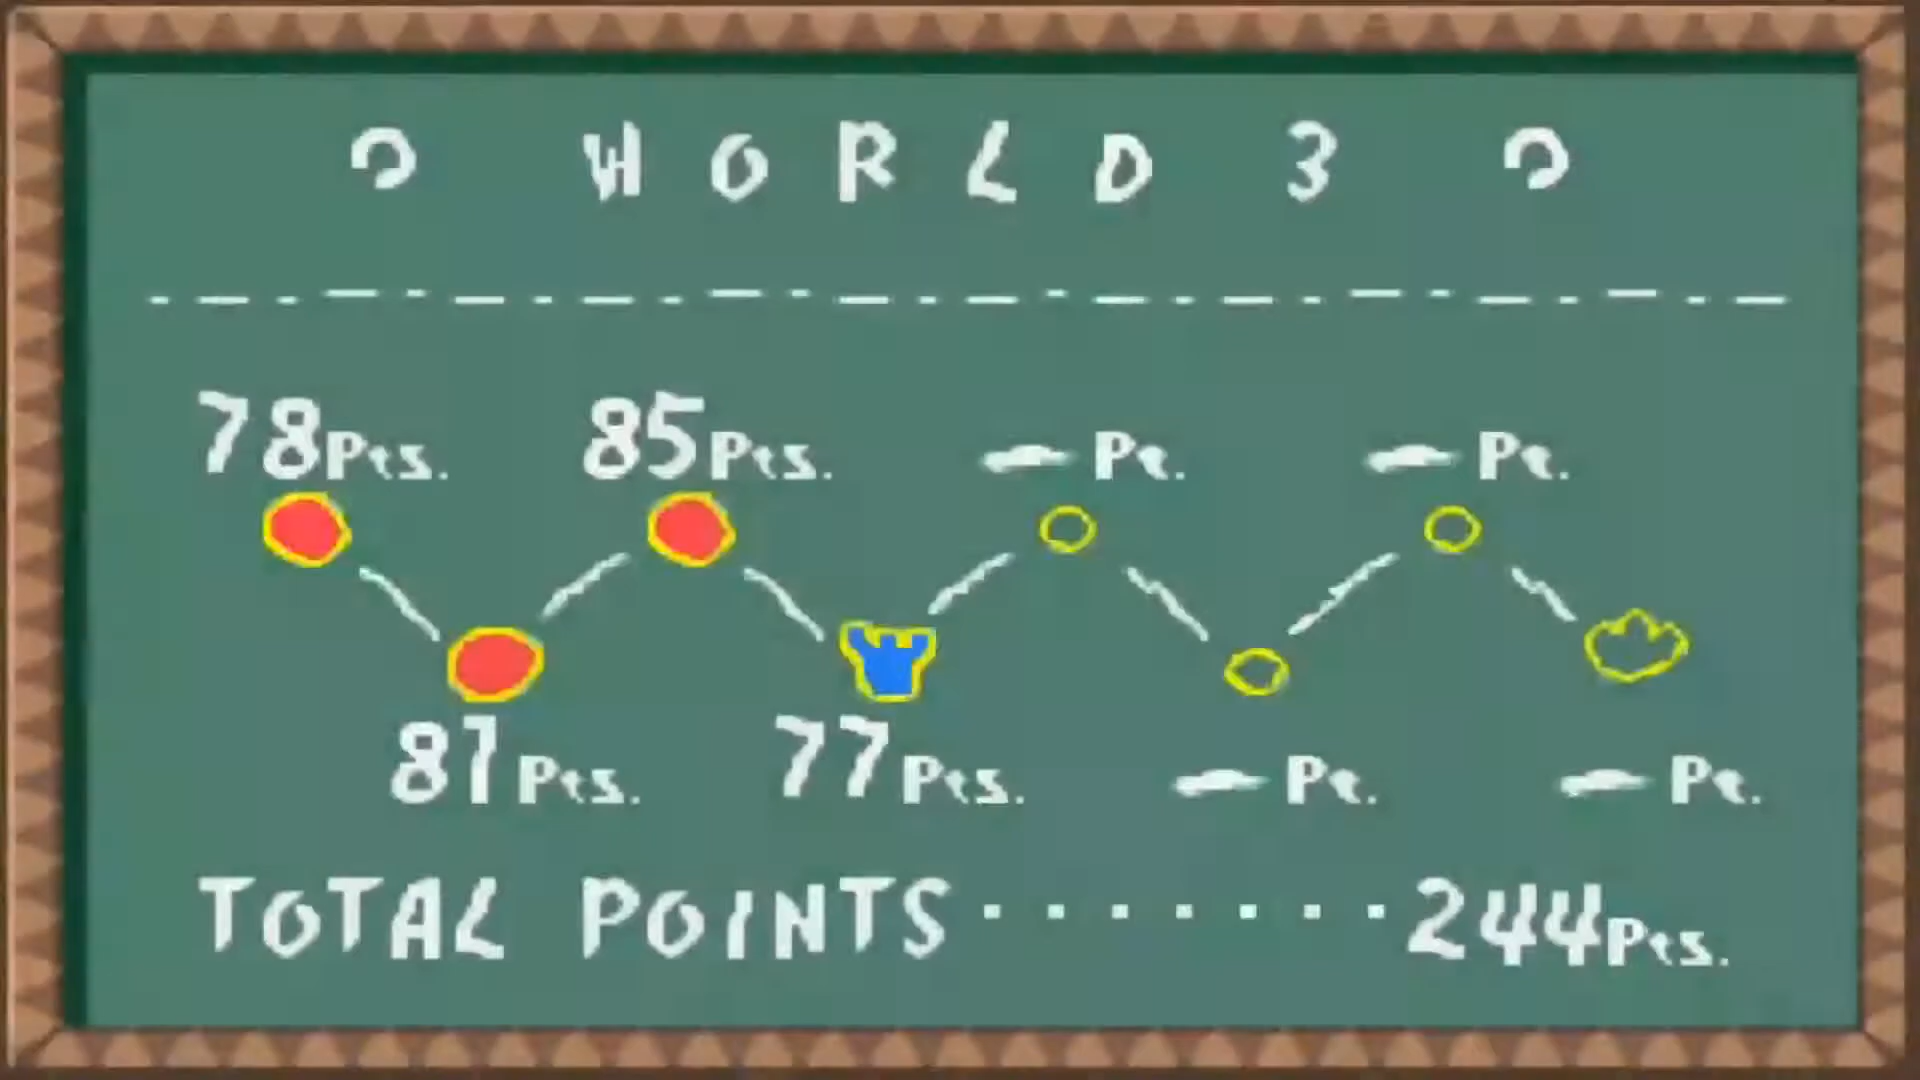 WORLD 3
78Pts. 85Pts. — Pt. — Pt.
81Pts. 77Pts. — Pt. — Pt.
TOTAL POINTS ······· 244Pts.